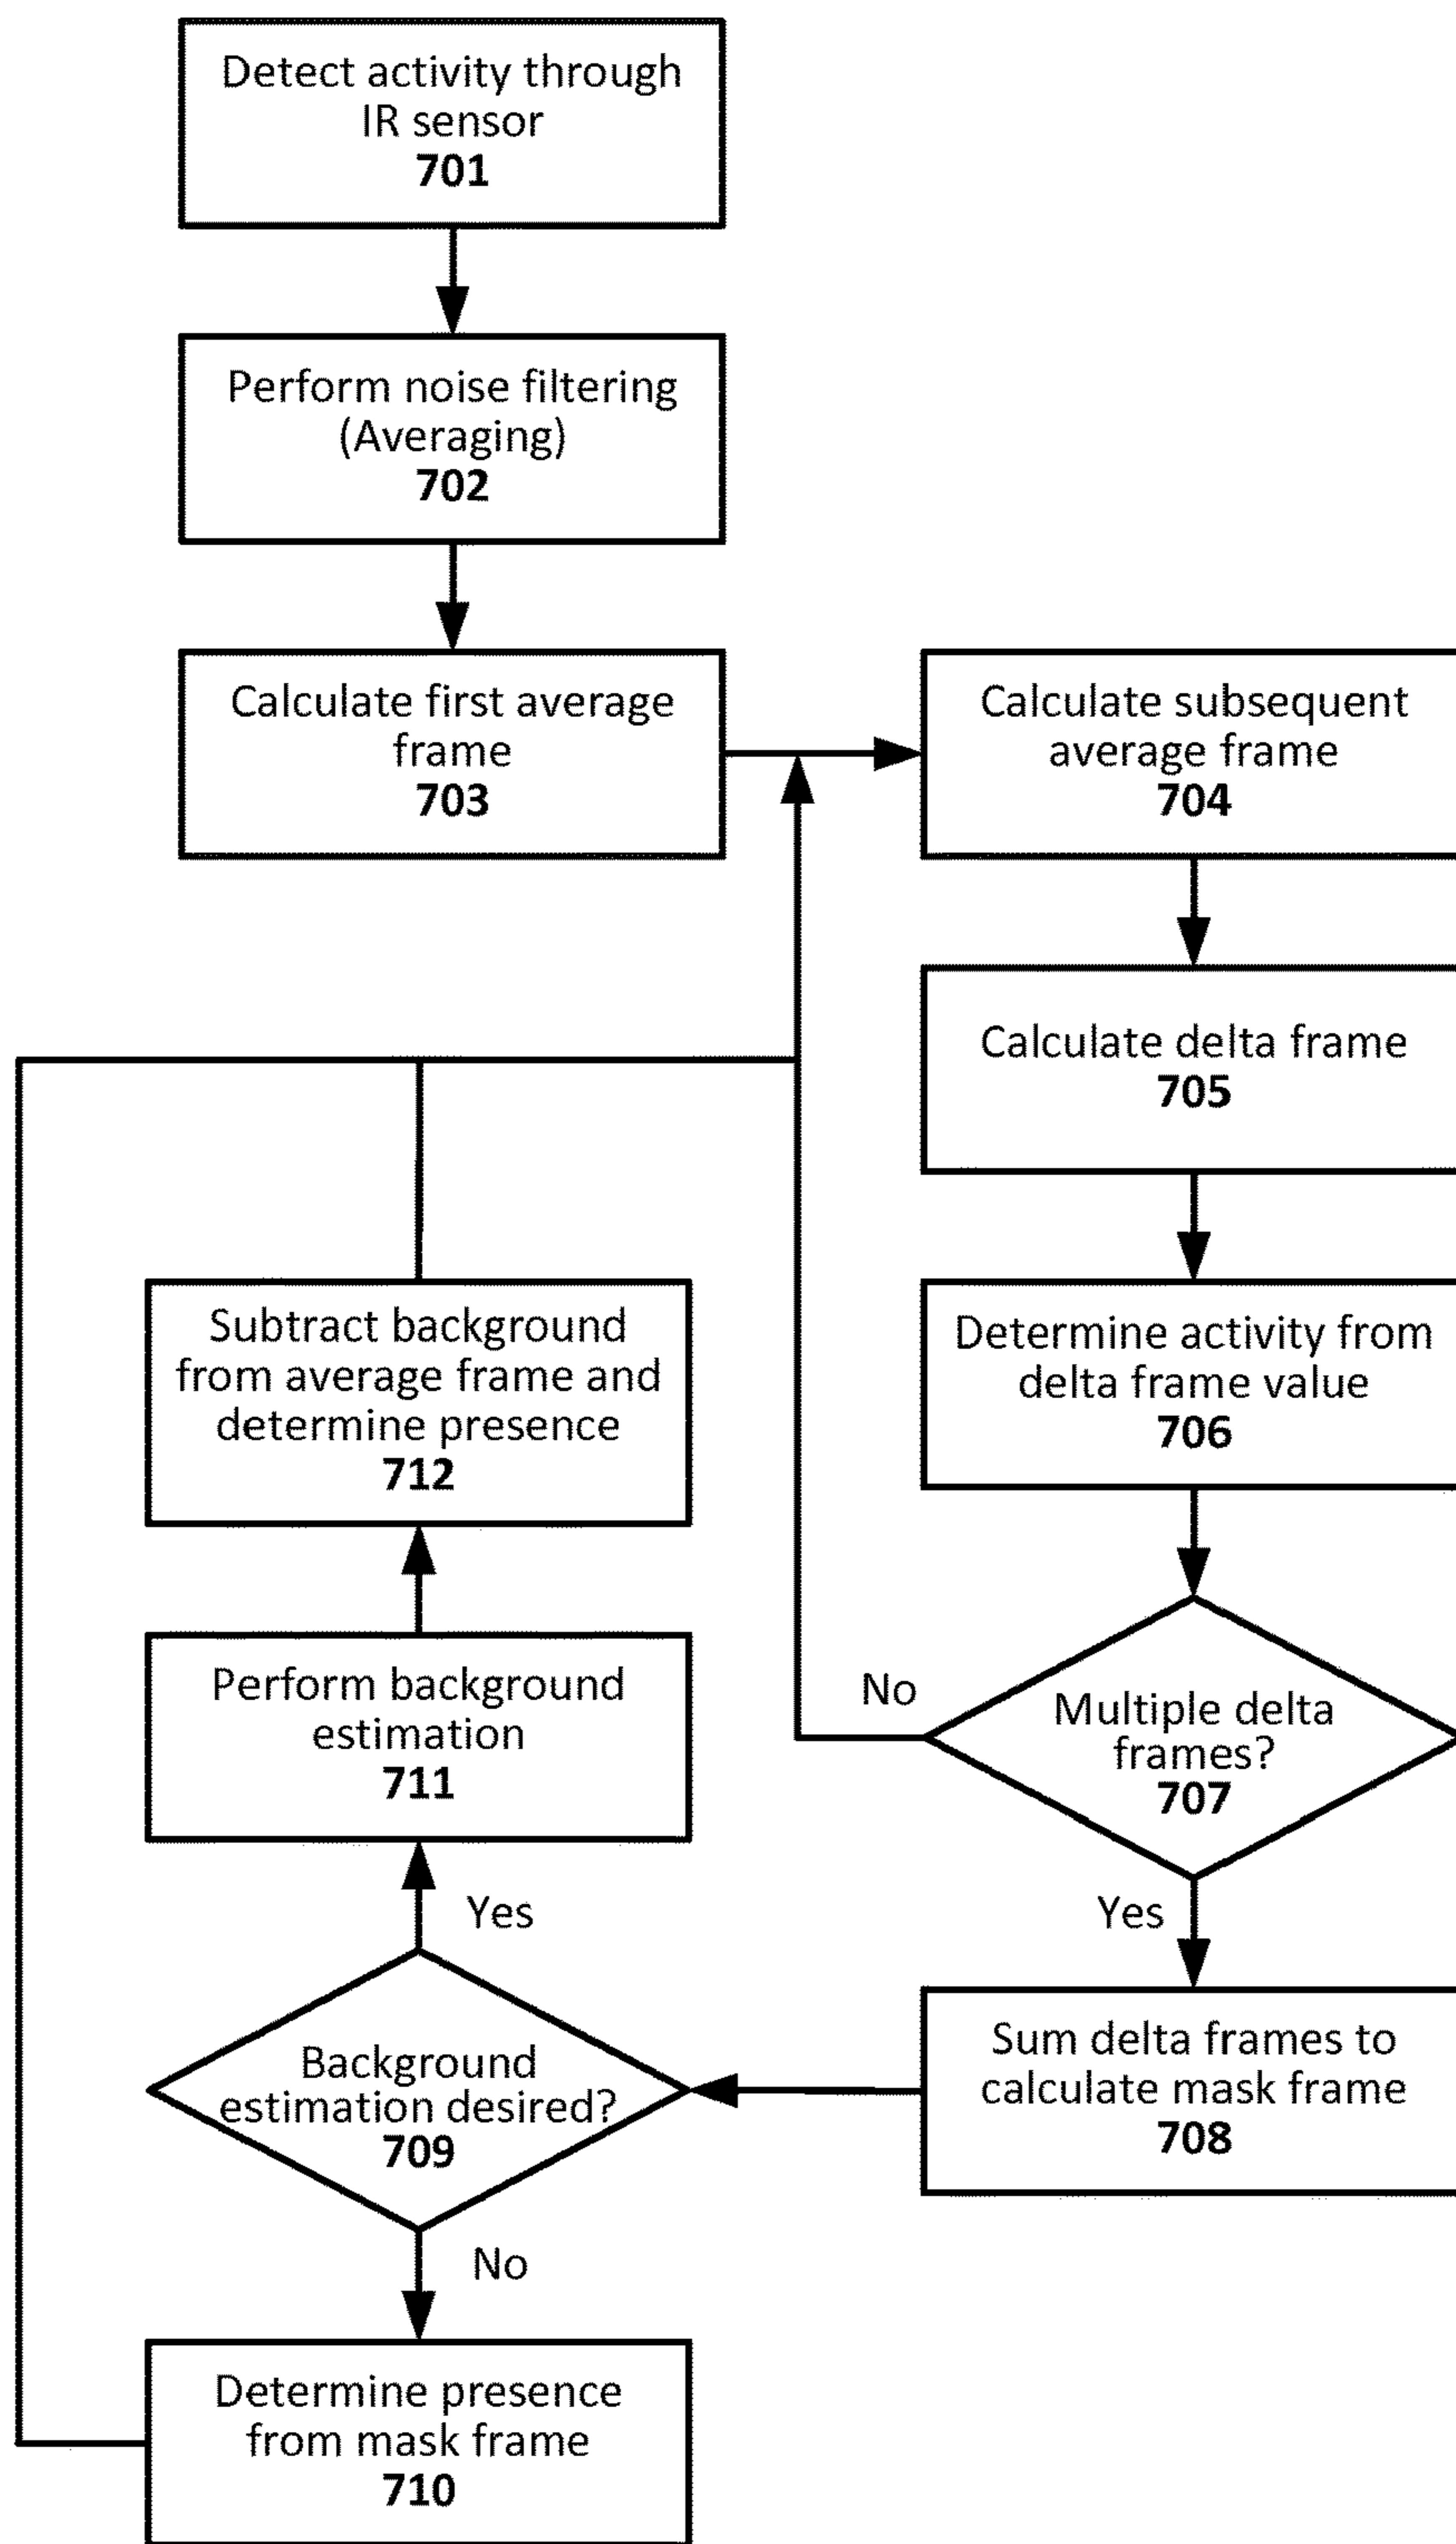 Detect activity through
IR sensor
701
Perform noise filtering
(Averaging)
702
Calculate first average
frame
703
Calculate subsequent
average frame
704
Calculate delta frame
705
Determine activity from
delta frame value
706
Multiple delta
frames?
707
No
Yes
Sum delta frames to
calculate mask frame
708
Background
estimation desired?
709
Yes
No
Perform background
estimation
711
Subtract background
from average frame and
determine presence
712
Determine presence
from mask frame
710